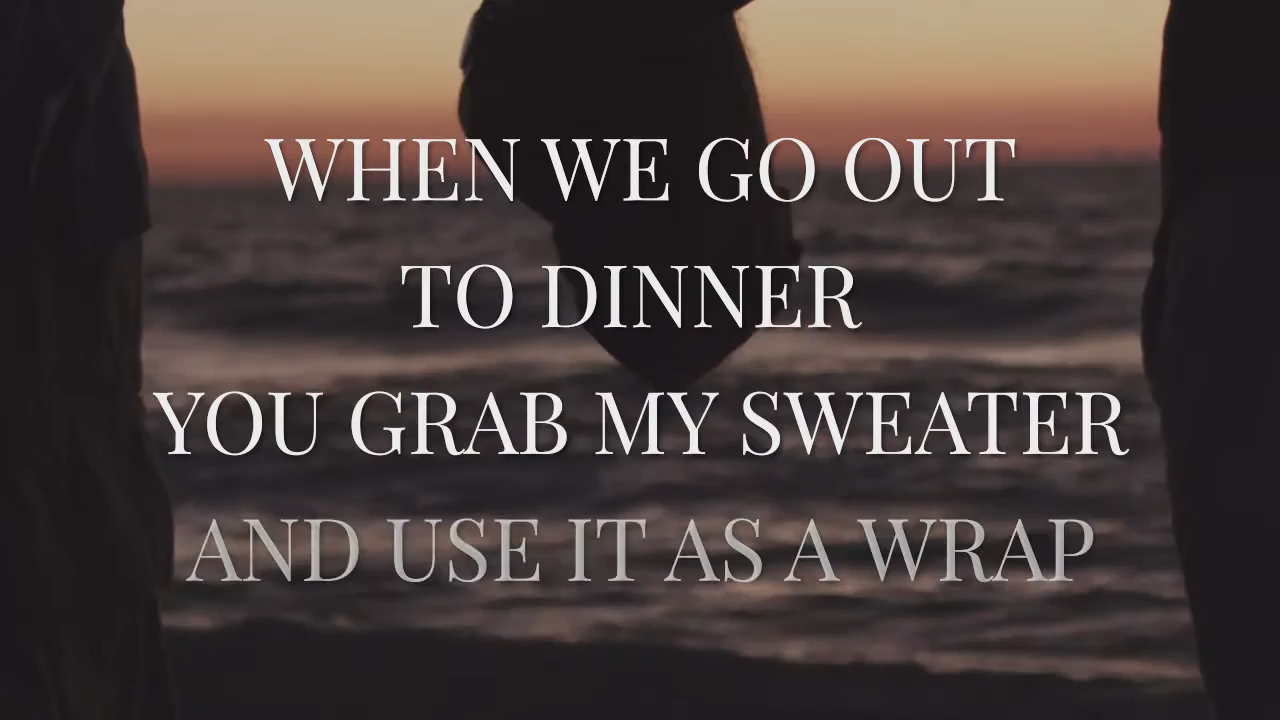 WHEN WE GO OUT
TO DINNER
YOU GRAB MY SWEATER
AND USE IT AS A WRAP